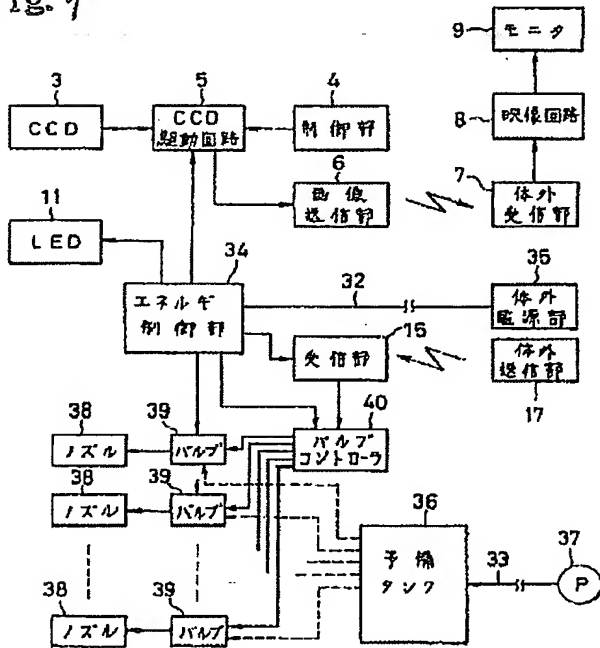 Fig. 7
9
モニタ
3
CCD
5
CCD
駆動回路
4
制御部
8
映像回路
6
画像
送信部
7
体外
受信部
11
LED
34
エネルギ
制御部
32
35
体外
電源部
15
受信部
体外
送信部
17
38
ノズル
39
バルブ
40
バルブ
コントローラ
38
ノズル
39
バルブ
36
予備
タンク
33
37
P
38
ノズル
39
バルブ